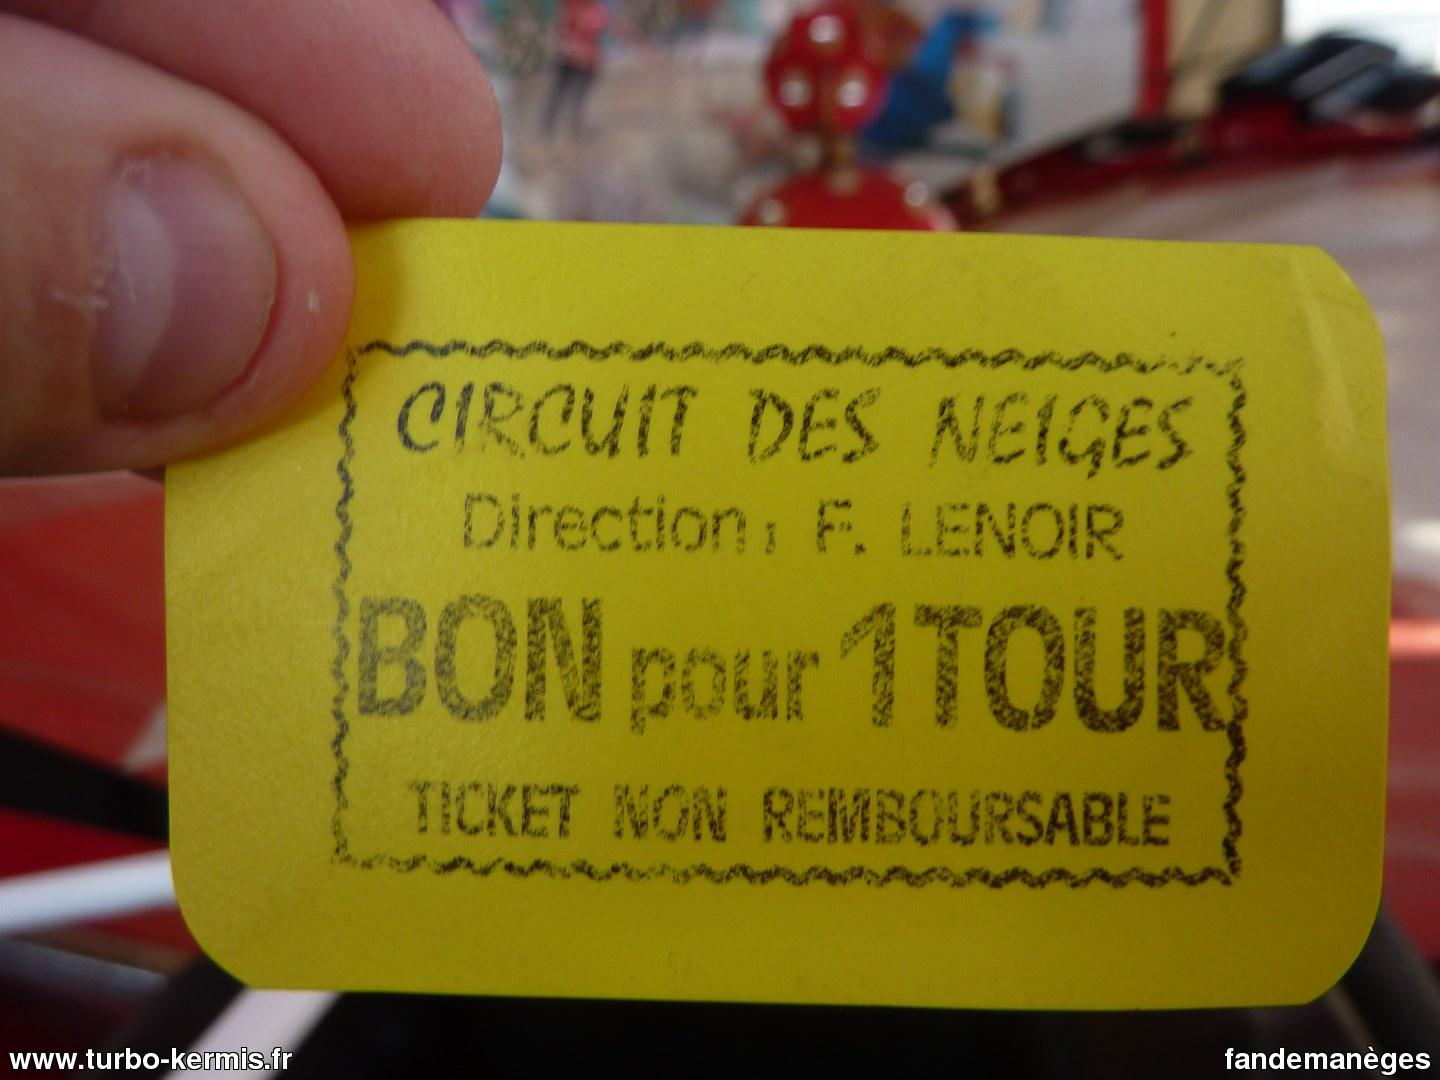 CIRCUIT DES NEIGES
Direction: F. LENOIR
BON pour 1 TOUR
TICKET NON REMBOURSABLE
www.turbo-kermis.fr
fandemanèges